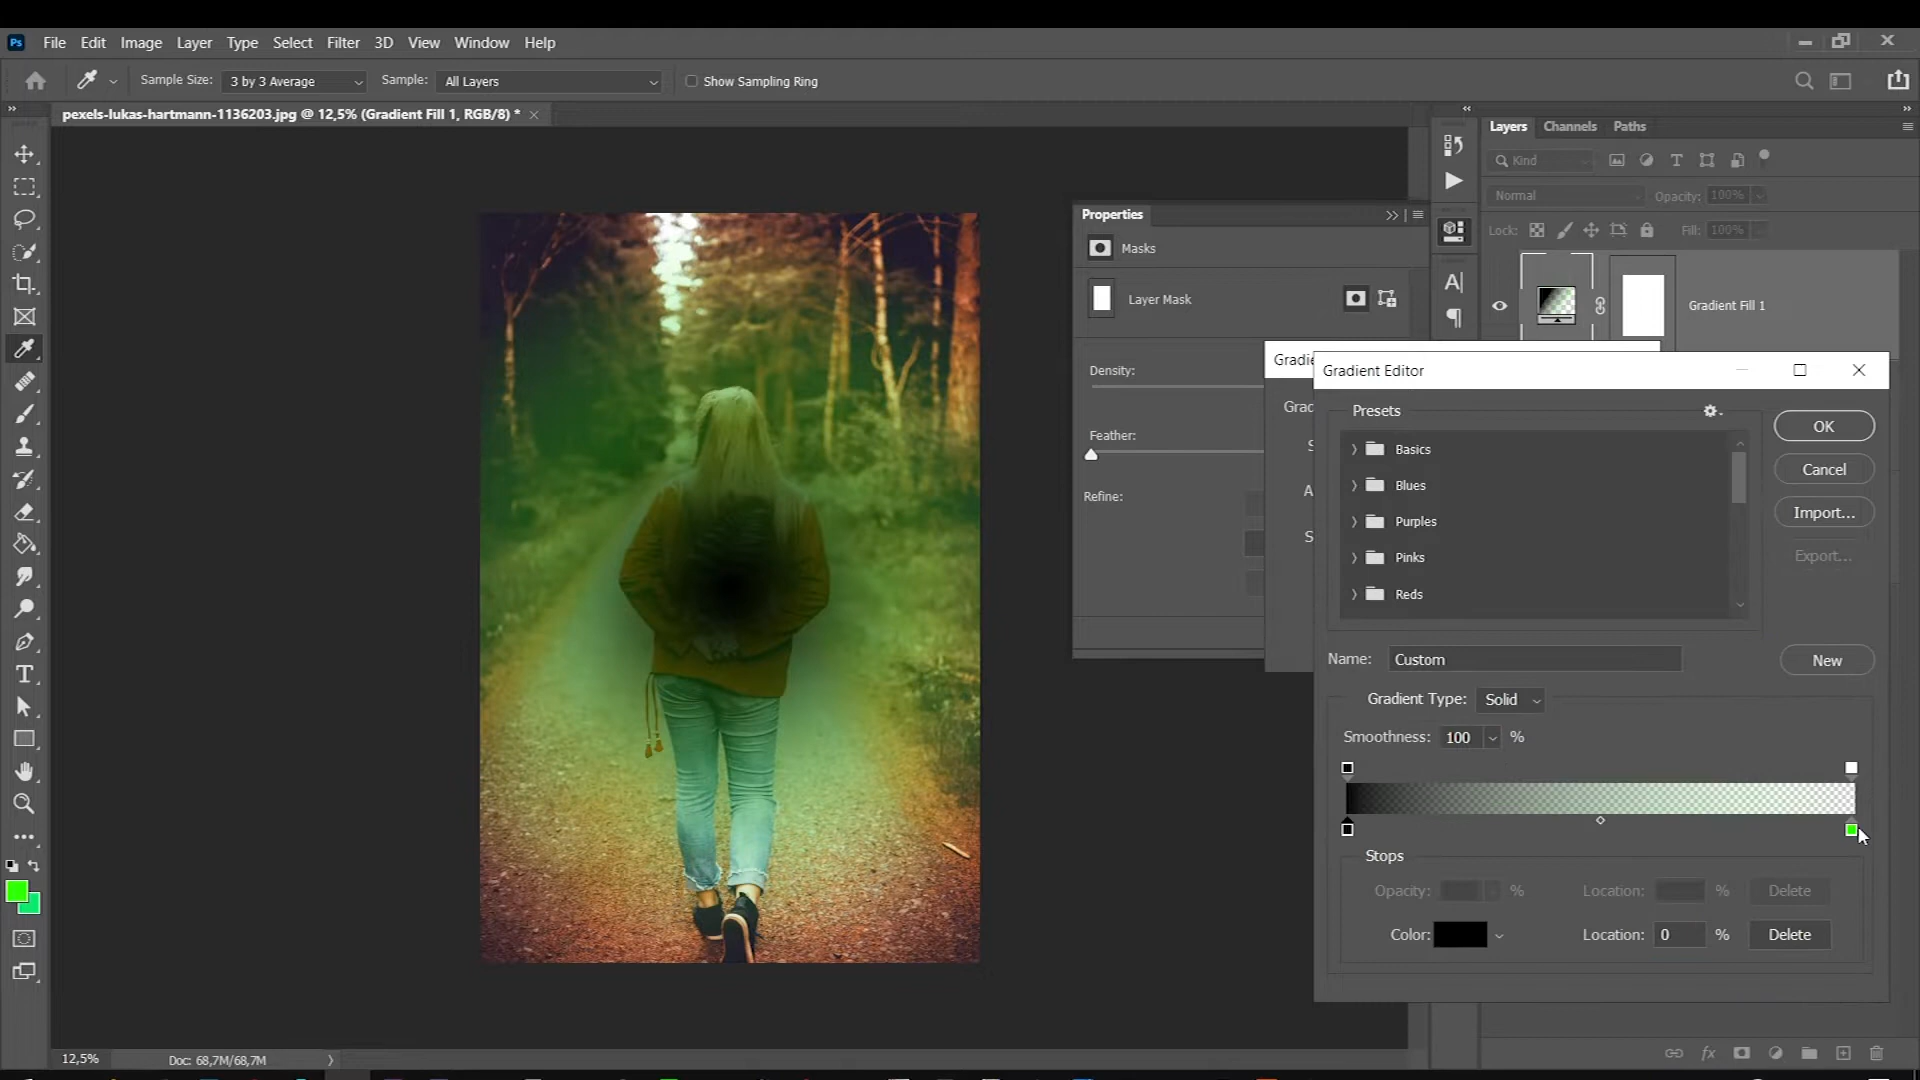 Ps File Edit Image Layer Type Select Filter 3D View Window Help
Sample Size: 3 by 3 Average Sample: All Layers Show Sampling Ring
pexels-lukas-hartmann-1136203.jpg @ 12,5% (Gradient Fill 1, RGB/8) *
Layers Channels Paths
Kind
Normal Opacity: 100%
Lock: Fill: 100%
Gradient Fill 1
Properties
Masks
Layer Mask
Density:
Feather:
Refine:
Gradie
Grad
S
A
S
Gradient Editor
Presets
Basics
Blues
Purples
Pinks
Reds
OK
Cancel
Import...
Export...
Name: Custom New
Gradient Type: Solid
Smoothness: 100 %
Stops
Opacity: % Location: % Delete
Color: Location: 0 % Delete
12,5% Doc: 68,7M/68,7M